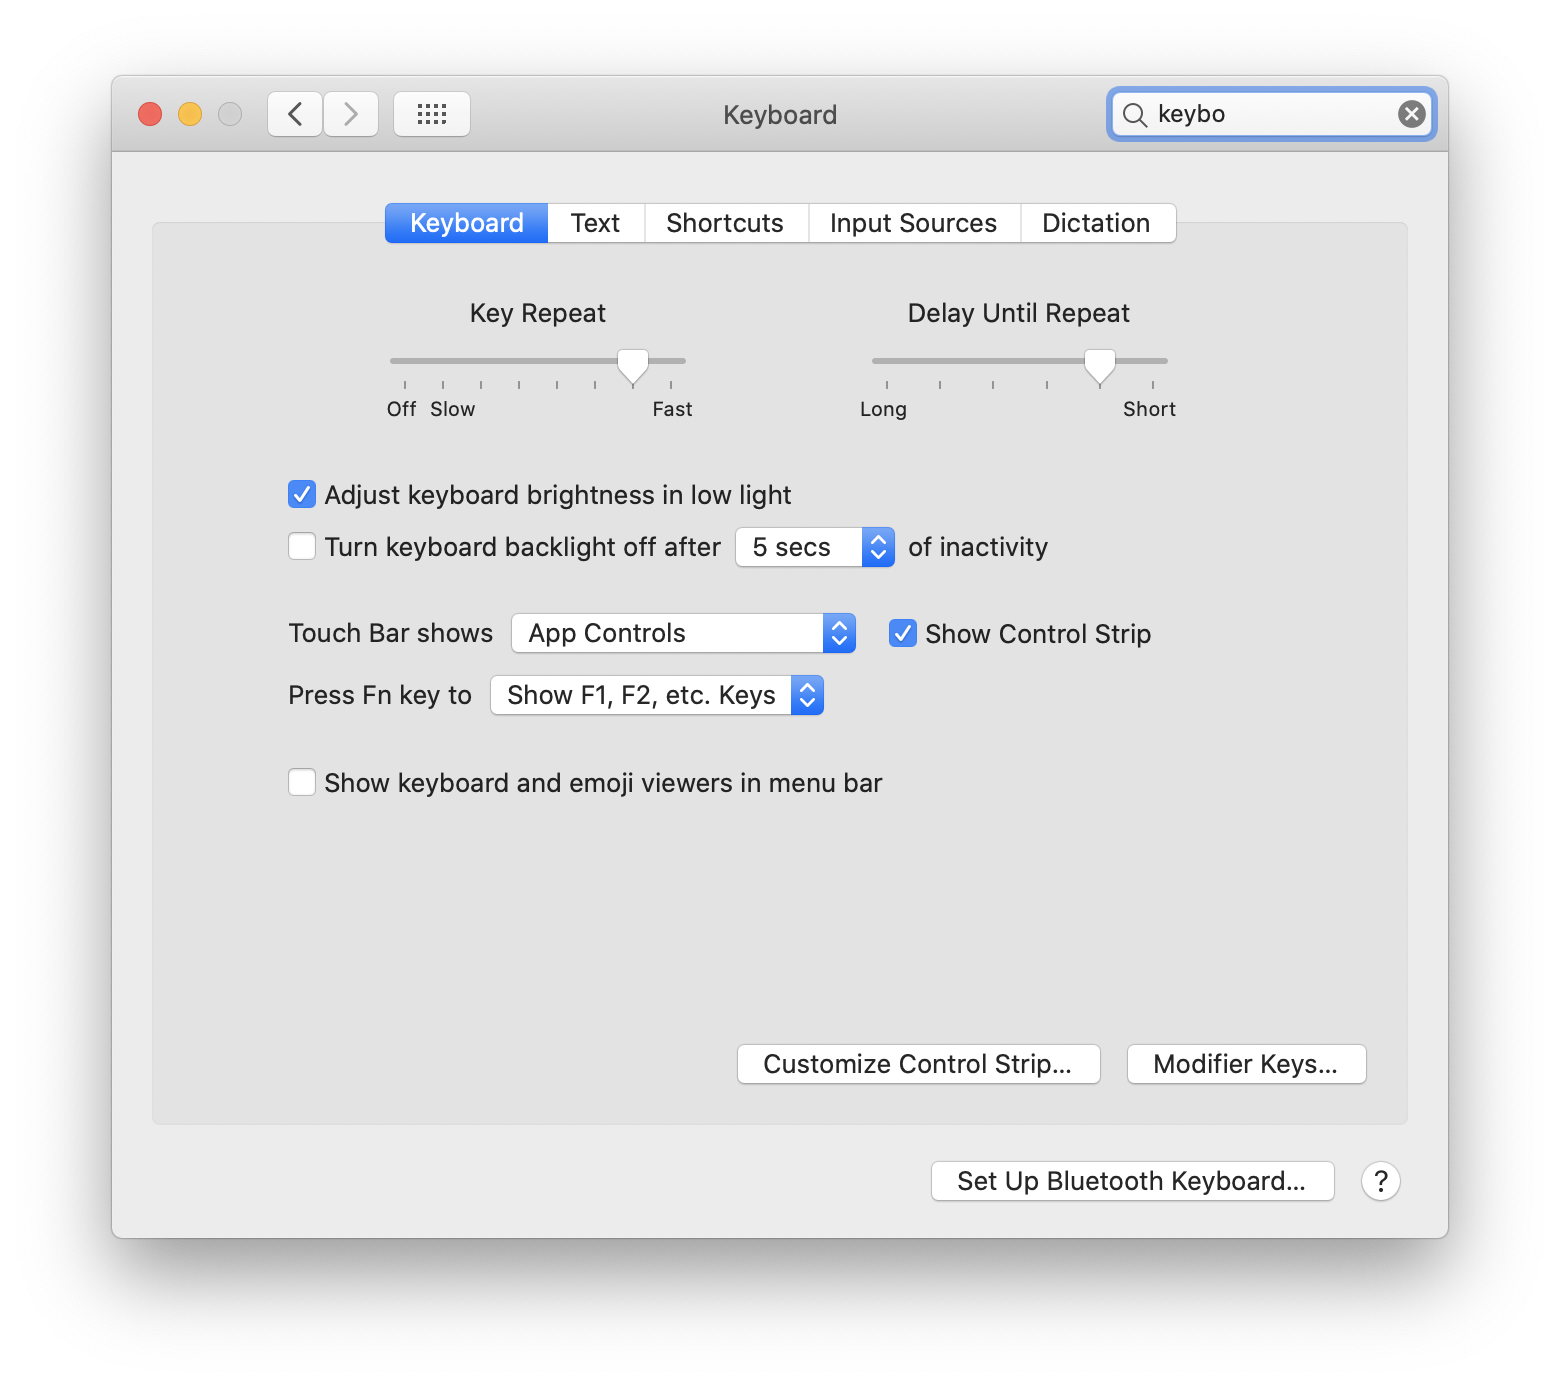 Keyboard
keybo
Keyboard Text Shortcuts Input Sources Dictation
Key Repeat Delay Until Repeat
Off Slow Fast Long Short
Adjust keyboard brightness in low light
Turn keyboard backlight off after 5 secs of inactivity
Touch Bar shows App Controls Show Control Strip
Press Fn key to Show F1, F2, etc. Keys
Show keyboard and emoji viewers in menu bar
Customize Control Strip... Modifier Keys...
Set Up Bluetooth Keyboard... ?